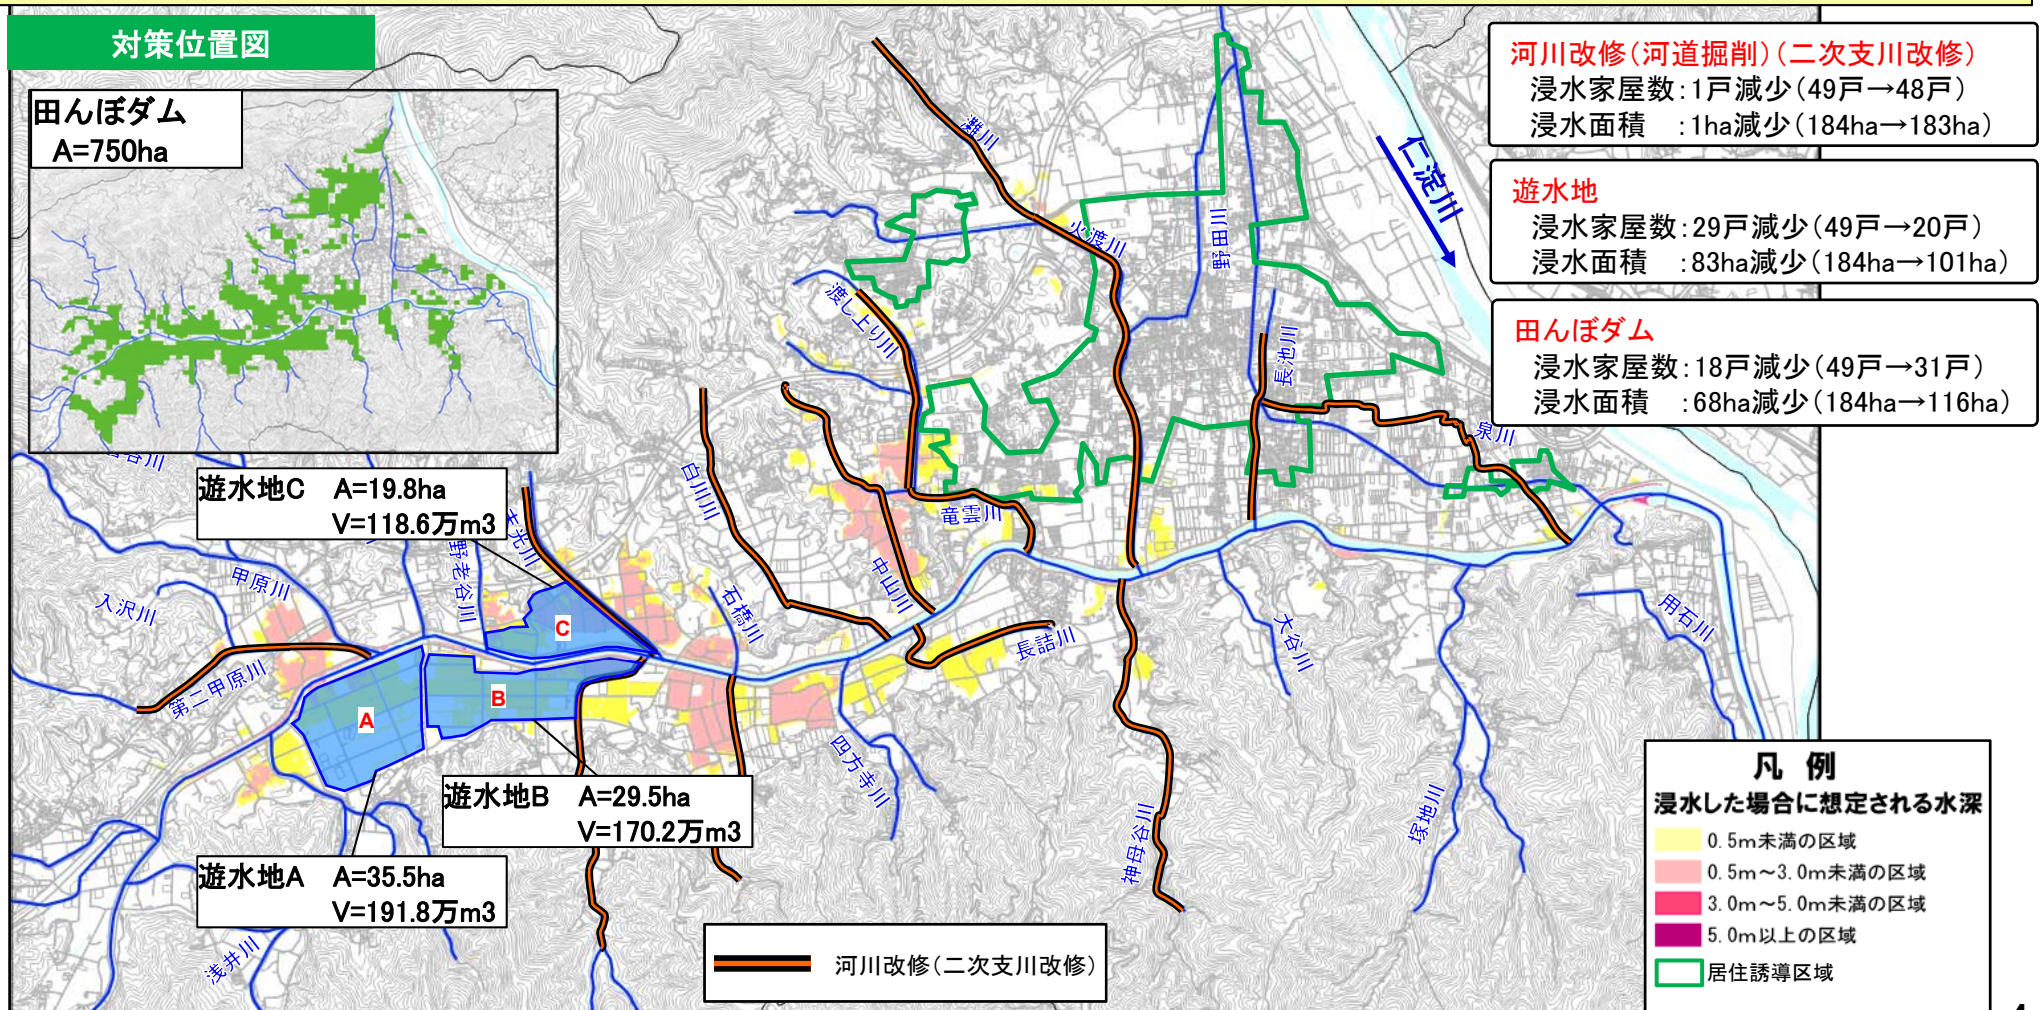 対策位置図
田んぼダム
A=750ha
河川改修(河道掘削)(二次支川改修)
浸水家屋数:1戸減少(49戸→48戸)
浸水面積 :1ha減少(184ha→183ha)
遊水地
浸水家屋数:29戸減少(49戸→20戸)
浸水面積 :83ha減少(184ha→101ha)
田んぼダム
浸水家屋数:18戸減少(49戸→31戸)
浸水面積 :68ha減少(184ha→116ha)
仁淀川
灘川
火渡川
野田川
渡し上り川
長池川
泉川
白川川
竜雲川
中山川
石橋川
長詰川
大谷川
用石川
四方寺川
神母谷川
塚地川
甲原川
入沢川
第二甲原川
野老谷川
浅井川
遊水地C A=19.8ha
V=118.6万m3
C
A
B
遊水地B A=29.5ha
V=170.2万m3
遊水地A A=35.5ha
V=191.8万m3
河川改修(二次支川改修)
凡 例
浸水した場合に想定される水深
0.5m未満の区域
0.5m~3.0m未満の区域
3.0m~5.0m未満の区域
5.0m以上の区域
居住誘導区域